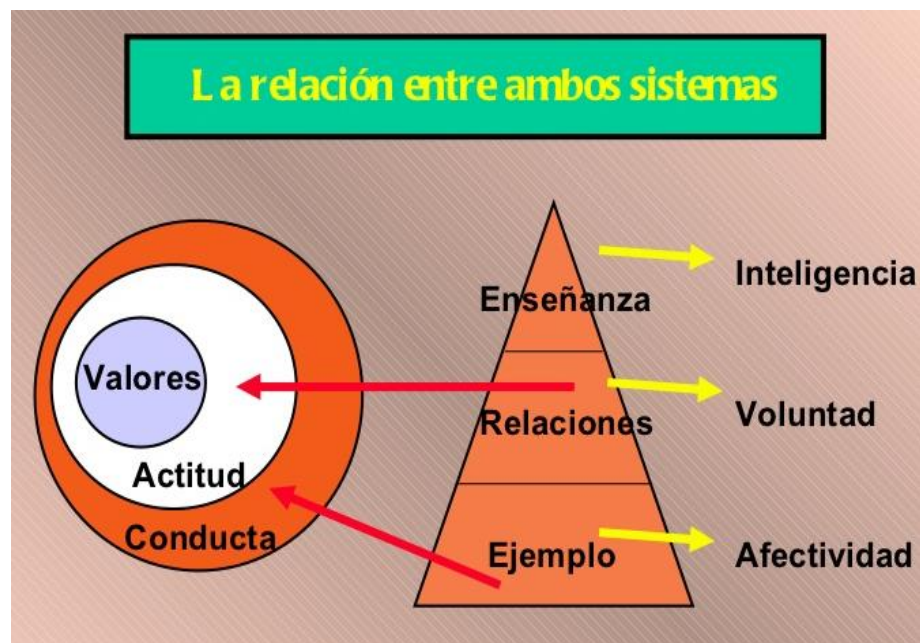 La relación entre ambos sistemas
Valores
Actitud
Conducta
Enseñanza
Relaciones
Ejemplo
Inteligencia
Voluntad
Afectividad